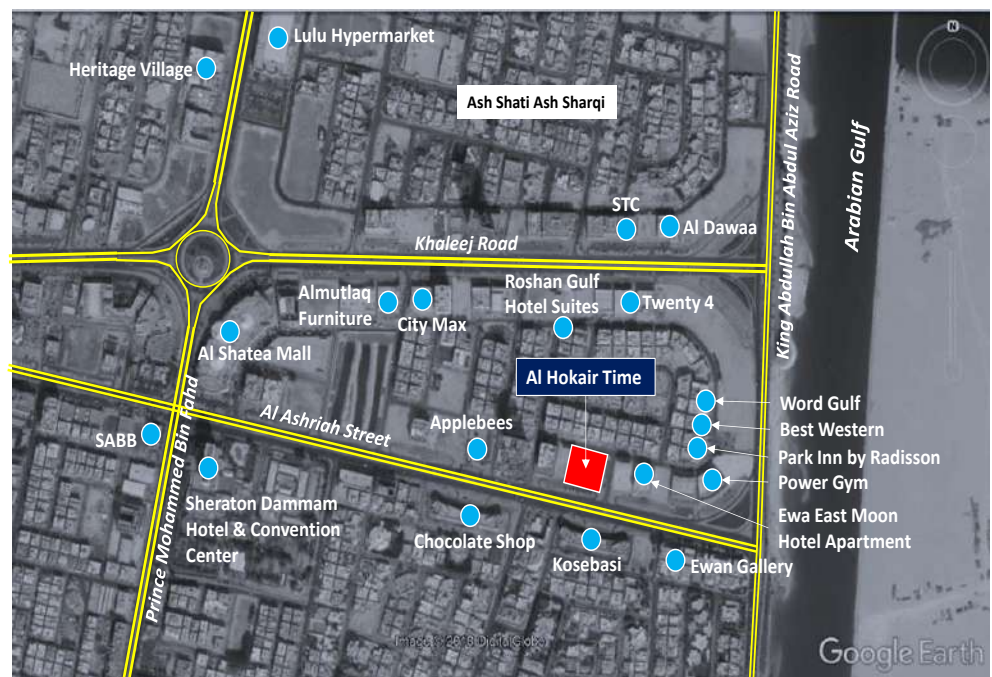 N
Lulu Hypermarket
Heritage Village
Ash Shati Ash Sharqi
King Abdullah Bin Abdul Aziz Road
Arabian Gulf
STC
Al Dawaa
Khaleej Road
Roshan Gulf
Hotel Suites
Almutlaq
Furniture
City Max
Twenty 4
Al Shatea Mall
Al Hokair Time
Prince Mohammed Bin Fahd
Al Ashriah Street
Applebees
SABB
Word Gulf
Best Western
Park Inn by Radisson
Power Gym
Sheraton Dammam
Hotel & Convention
Center
Chocolate Shop
Kosebasi
Ewa East Moon
Hotel Apartment
Ewan Gallery
Google Earth